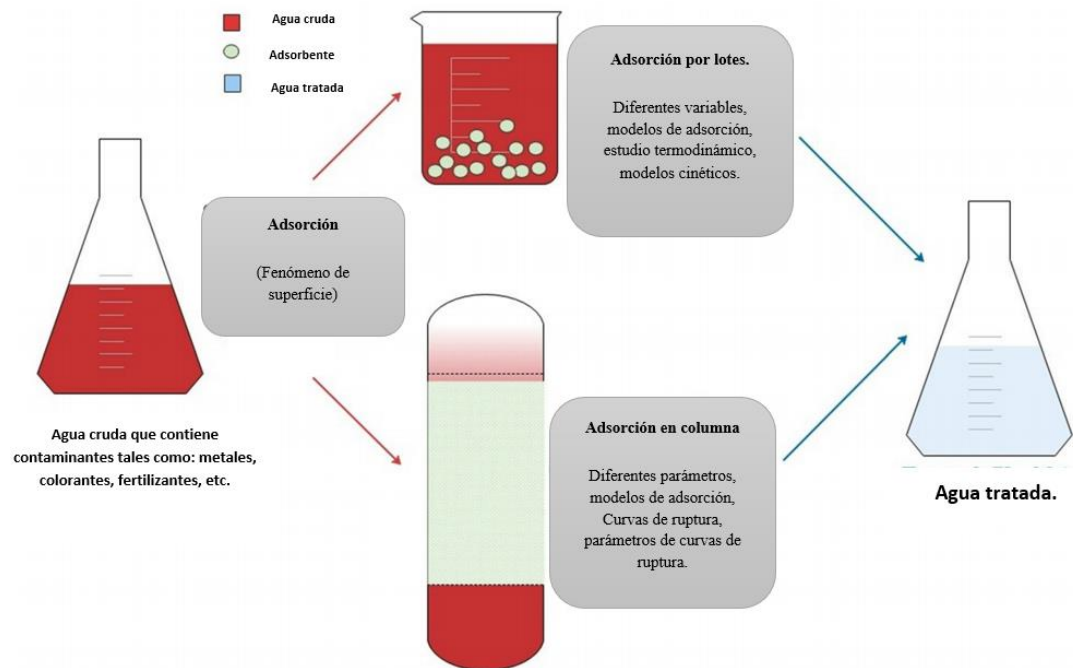 Agua cruda
Adsorbente
Agua tratada
Adsorción por lotes.
Diferentes variables,
modelos de adsorción,
estudio termodinámico,
modelos cinéticos.
Adsorción
(Fenómeno de
superficie)
Agua cruda que contiene
contaminantes tales como: metales,
colorantes, fertilizantes, etc.
Adsorción en columna
Diferentes parámetros,
modelos de adsorción,
Curvas de ruptura,
parámetros de curvas de
ruptura.
Agua tratada.